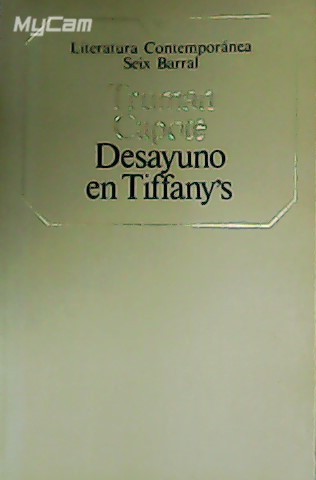 MyCam
Literatura Contemporánea
Seix Barral
Truman
Capote
Desayuno
en Tiffany's